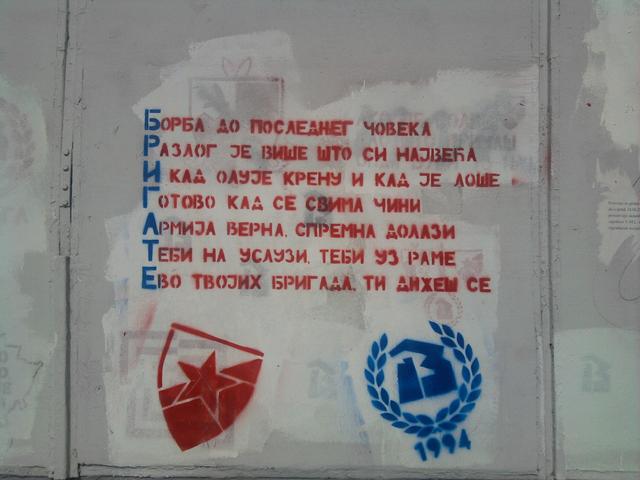 БОРБА ДО ПОСЛЕДНЕГ ЧОВЕКА
РАЗЛОГ ЈЕ ВИШЕ ШТО СИ НАЈВЕЋА
И КАД ОЛУЈЕ КРЕНУ И КАД ЈЕ ЛОШЕ
ГОТОВО КАД СЕ СВИМА ЧИНИ
АРМИЈА ВЕРНА, СПРЕМНА ДОЛАЗИ
ТЕБИ НА УСЛУЗИ, ТЕБИ УЗ РАМЕ
ЕВО ТВОЈИХ БРИГАДА, ТИ ДИЖЕШ СЕ
Б
1994